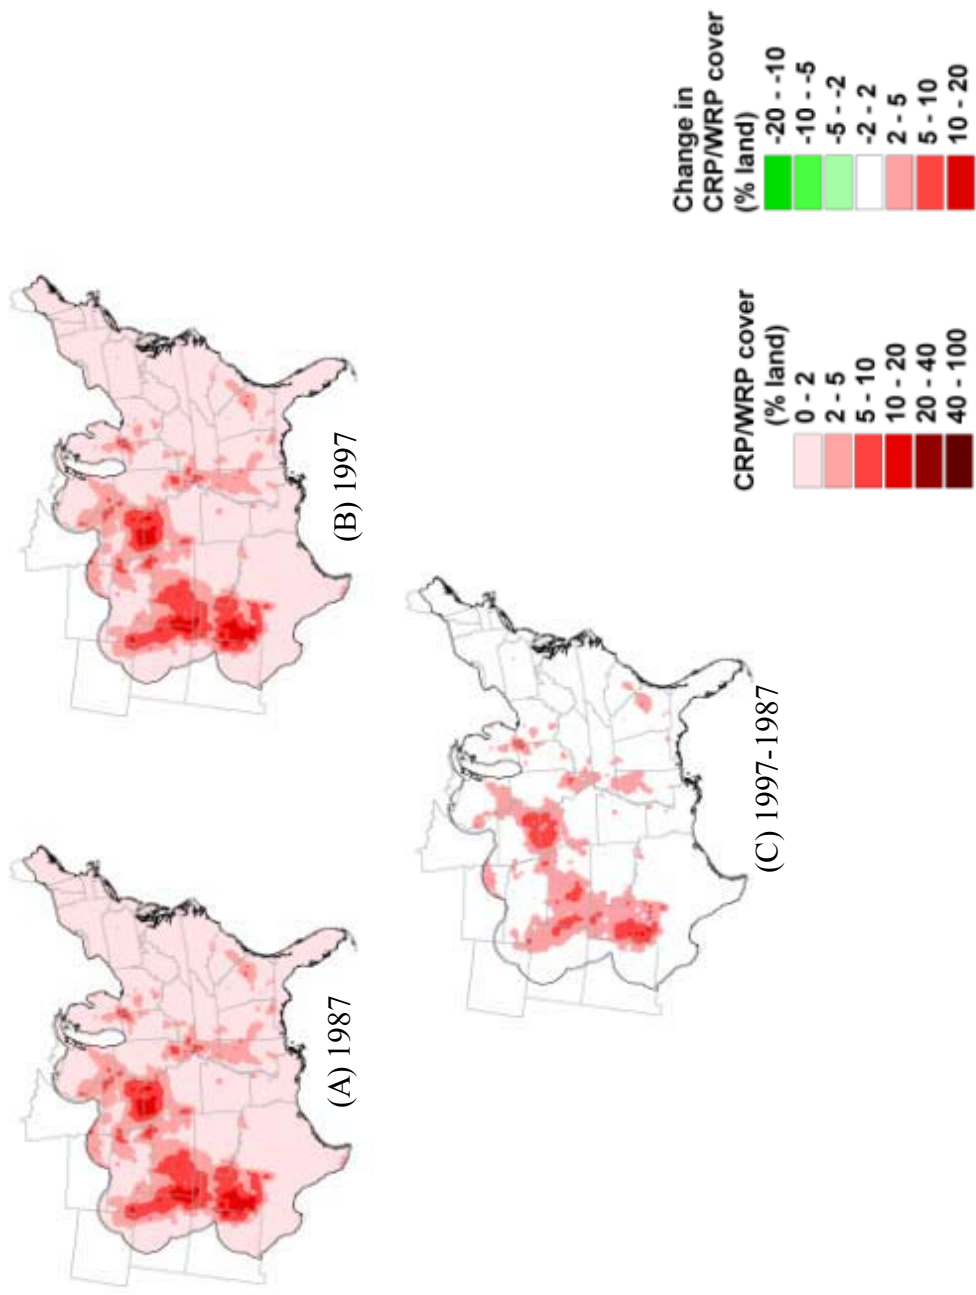 (A) 1987
(B) 1997
(C) 1997-1987
CRP/WRP cover
(% land)
0 - 2
2 - 5
5 - 10
10 - 20
20 - 40
40 - 100
Change in
CRP/WRP cover
(% land)
-20 - -10
-10 - -5
-5 - -2
-2 - 2
2 - 5
5 - 10
10 - 20